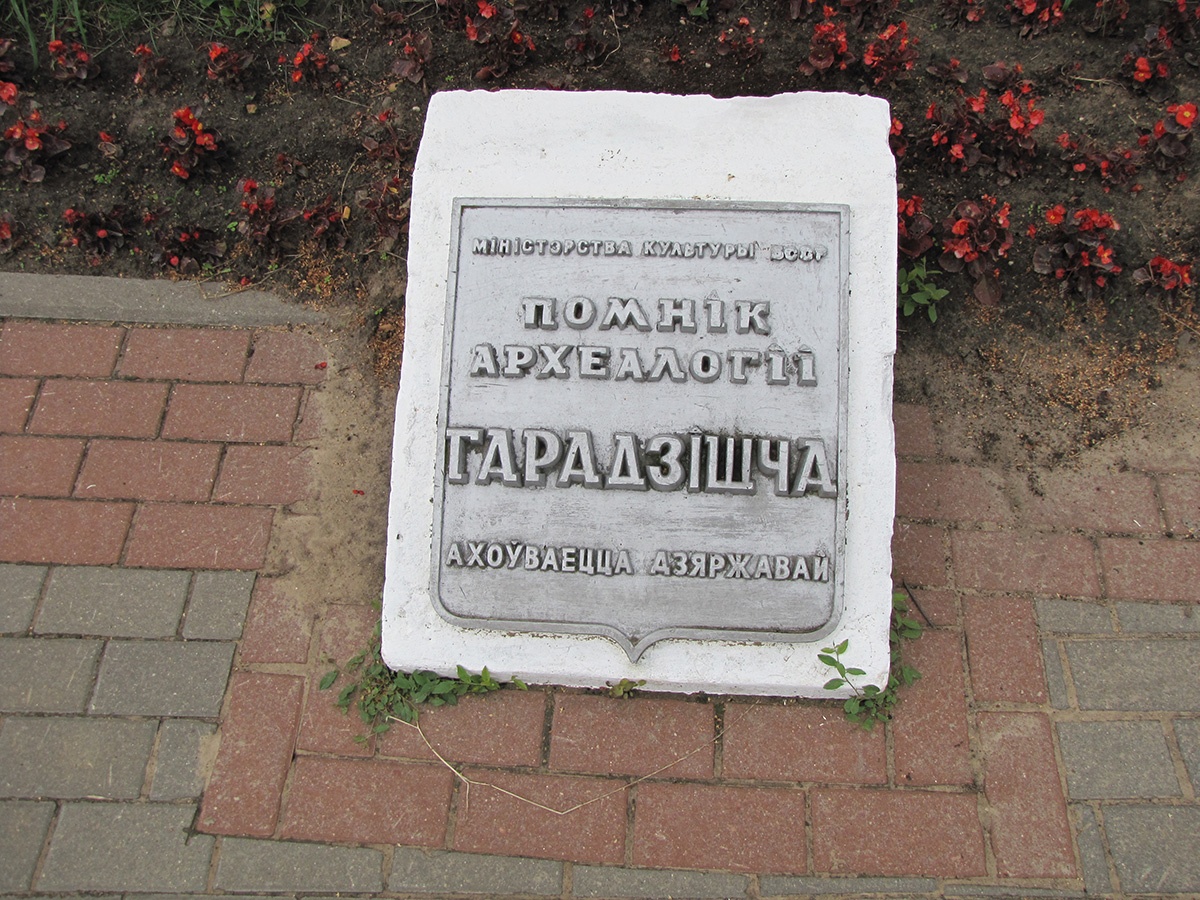 МІНІСТЭРСТВА КУЛЬТУРЫ БССР
ПОМНІК
АРХЕАЛОГІІ
ГАРАДЗІШЧА
АХОЎВАЕЦЦА ДЗЯРЖАВАЙ